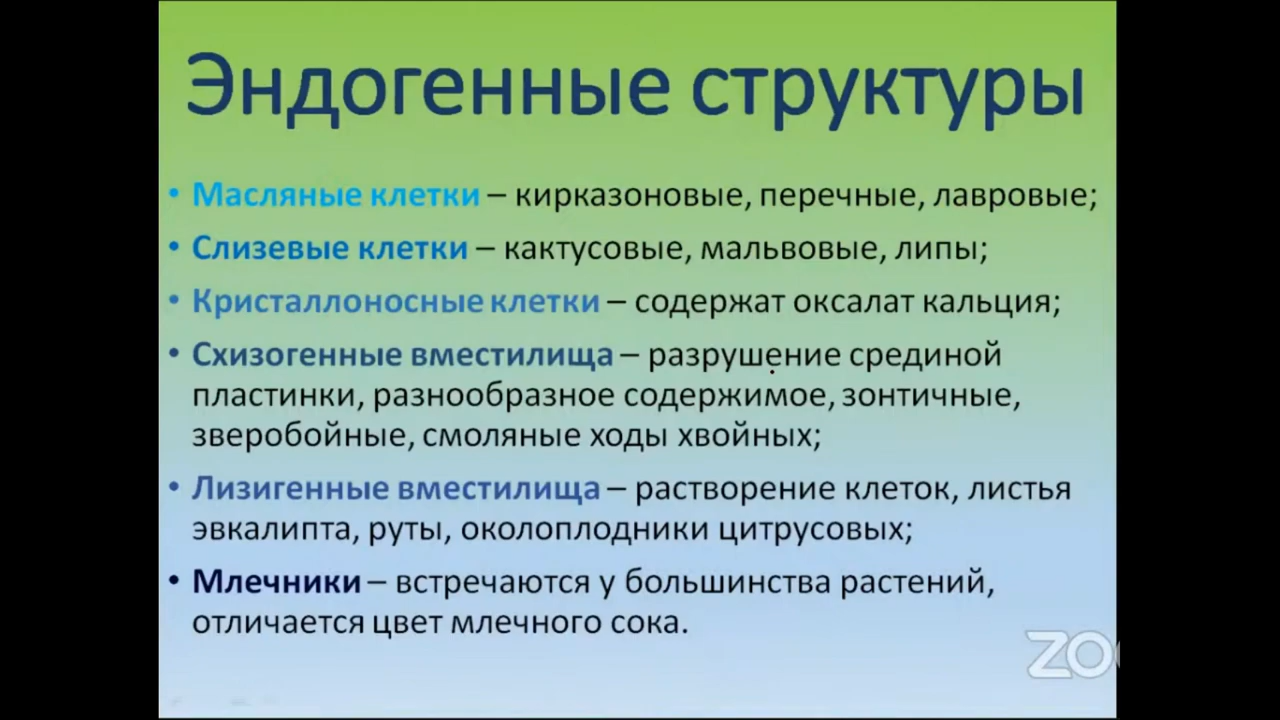 Эндогенные структуры
• Масляные клетки – кирказоновые, перечные, лавровые;
• Слизевые клетки – кактусовые, мальвовые, липы;
• Кристаллоносные клетки – содержат оксалат кальция;
• Схизогенные вместилища – разрушение срединой
пластинки, разнообразное содержимое, зонтичные,
зверобойные, смоляные ходы хвойных;
• Лизигенные вместилища – растворение клеток, листья
эвкалипта, руты, околоплодники цитрусовых;
• Млечники – встречаются у большинства растений,
отличается цвет млечного сока.
ZO